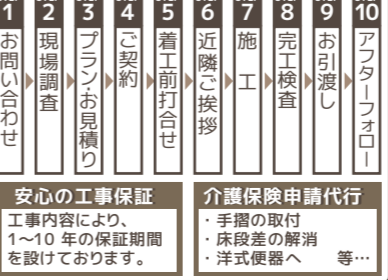 1
お問い合わせ
2
現場調査
3
プラン・お見積り
4
ご契約
5
着工前打合せ
6
近隣ご挨拶
7
施工
8
完工検査
9
お引渡し
10
アフターフォロー
安心の工事保証
工事内容により、
1〜10 年の保証期間
を設けております。
介護保険申請代行
・手摺の取付
・床段差の解消
・洋式便器へ 等…